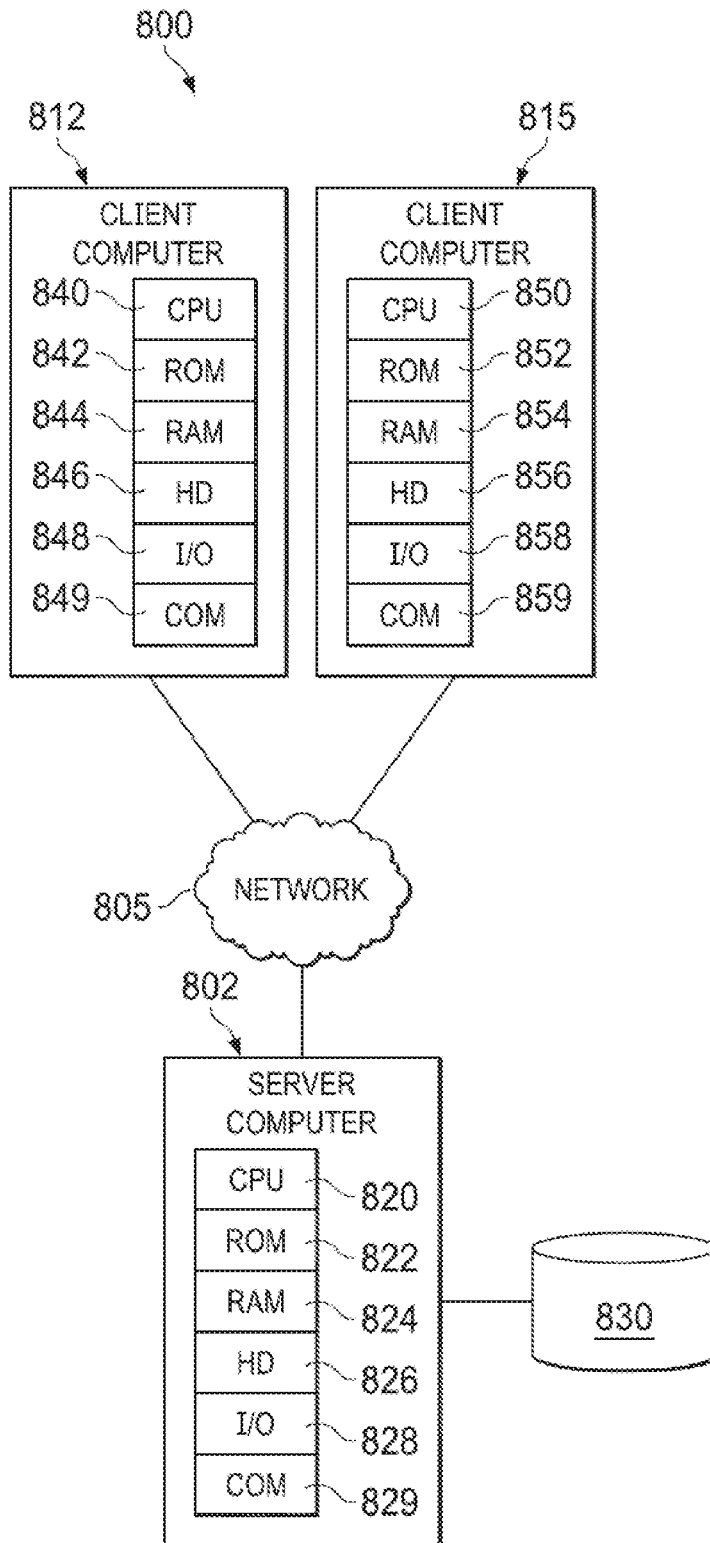 800
812
815
CLIENT
COMPUTER
840 CPU
842 ROM
844 RAM
846 HD
848 I/O
849 COM
CLIENT
COMPUTER
CPU 850
ROM 852
RAM 854
HD 856
I/O 858
COM 859
805 NETWORK
802
SERVER
COMPUTER
CPU 820
ROM 822
RAM 824
HD 826
I/O 828
COM 829
830